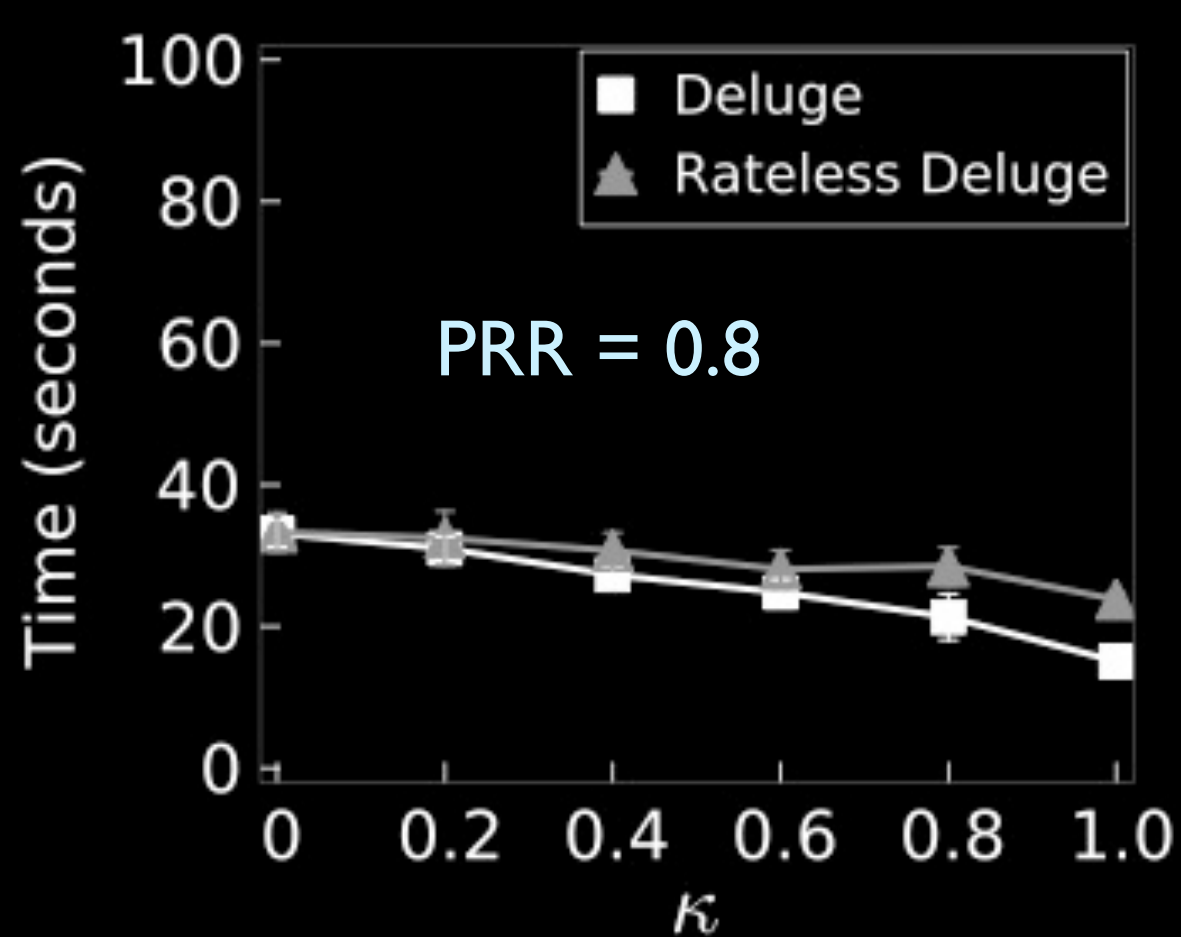 100
Deluge
Rateless Deluge
80
PRR = 0.8
60
40
20
0
Time (seconds)
0 0.2 0.4 0.6 0.8 1.0
κ